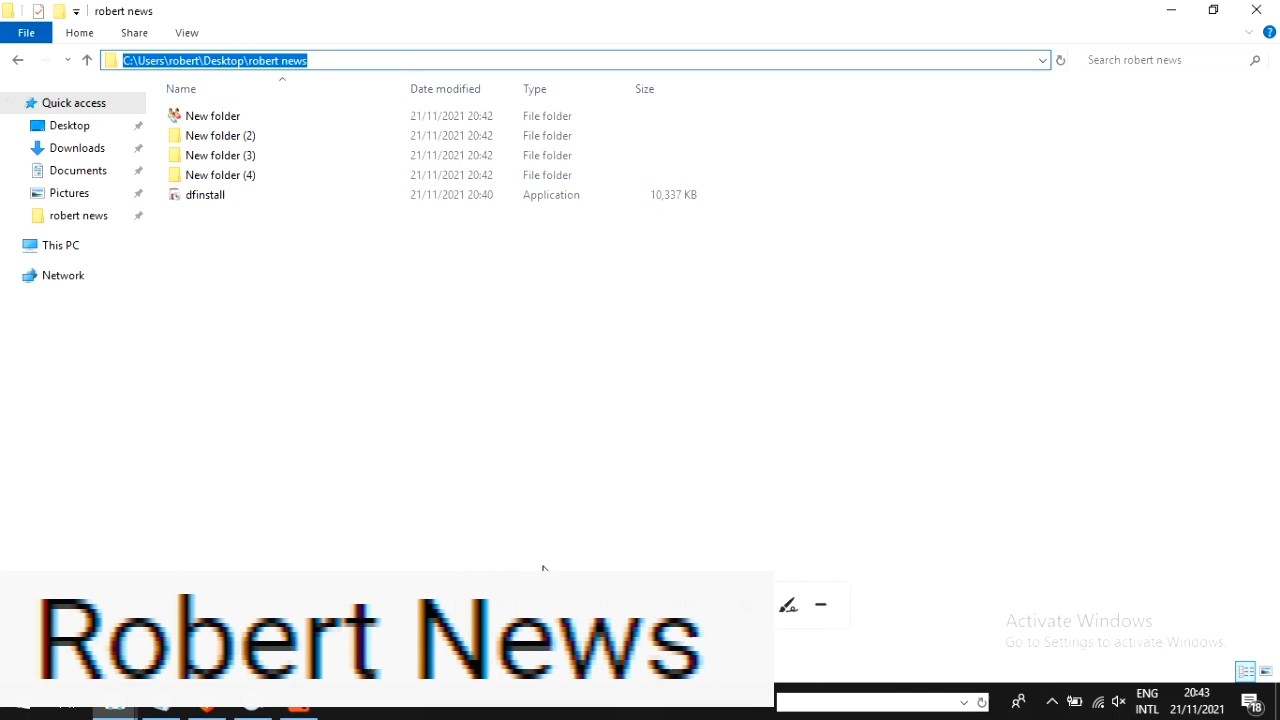 robert news
File Home Share View
C:\Users\robert\Desktop\robert news
Search robert news
Name Date modified Type Size
Quick access
Desktop
Downloads
Documents
Pictures
robert news
This PC
Network
New folder 21/11/2021 20:42 File folder
New folder (2) 21/11/2021 20:42 File folder
New folder (3) 21/11/2021 20:42 File folder
New folder (4) 21/11/2021 20:42 File folder
dfinstall 21/11/2021 20:40 Application 10,337 KB
Robert News
Activate Windows
Go to Settings to activate Windows.
ENG
INTL
20:43
21/11/2021
18